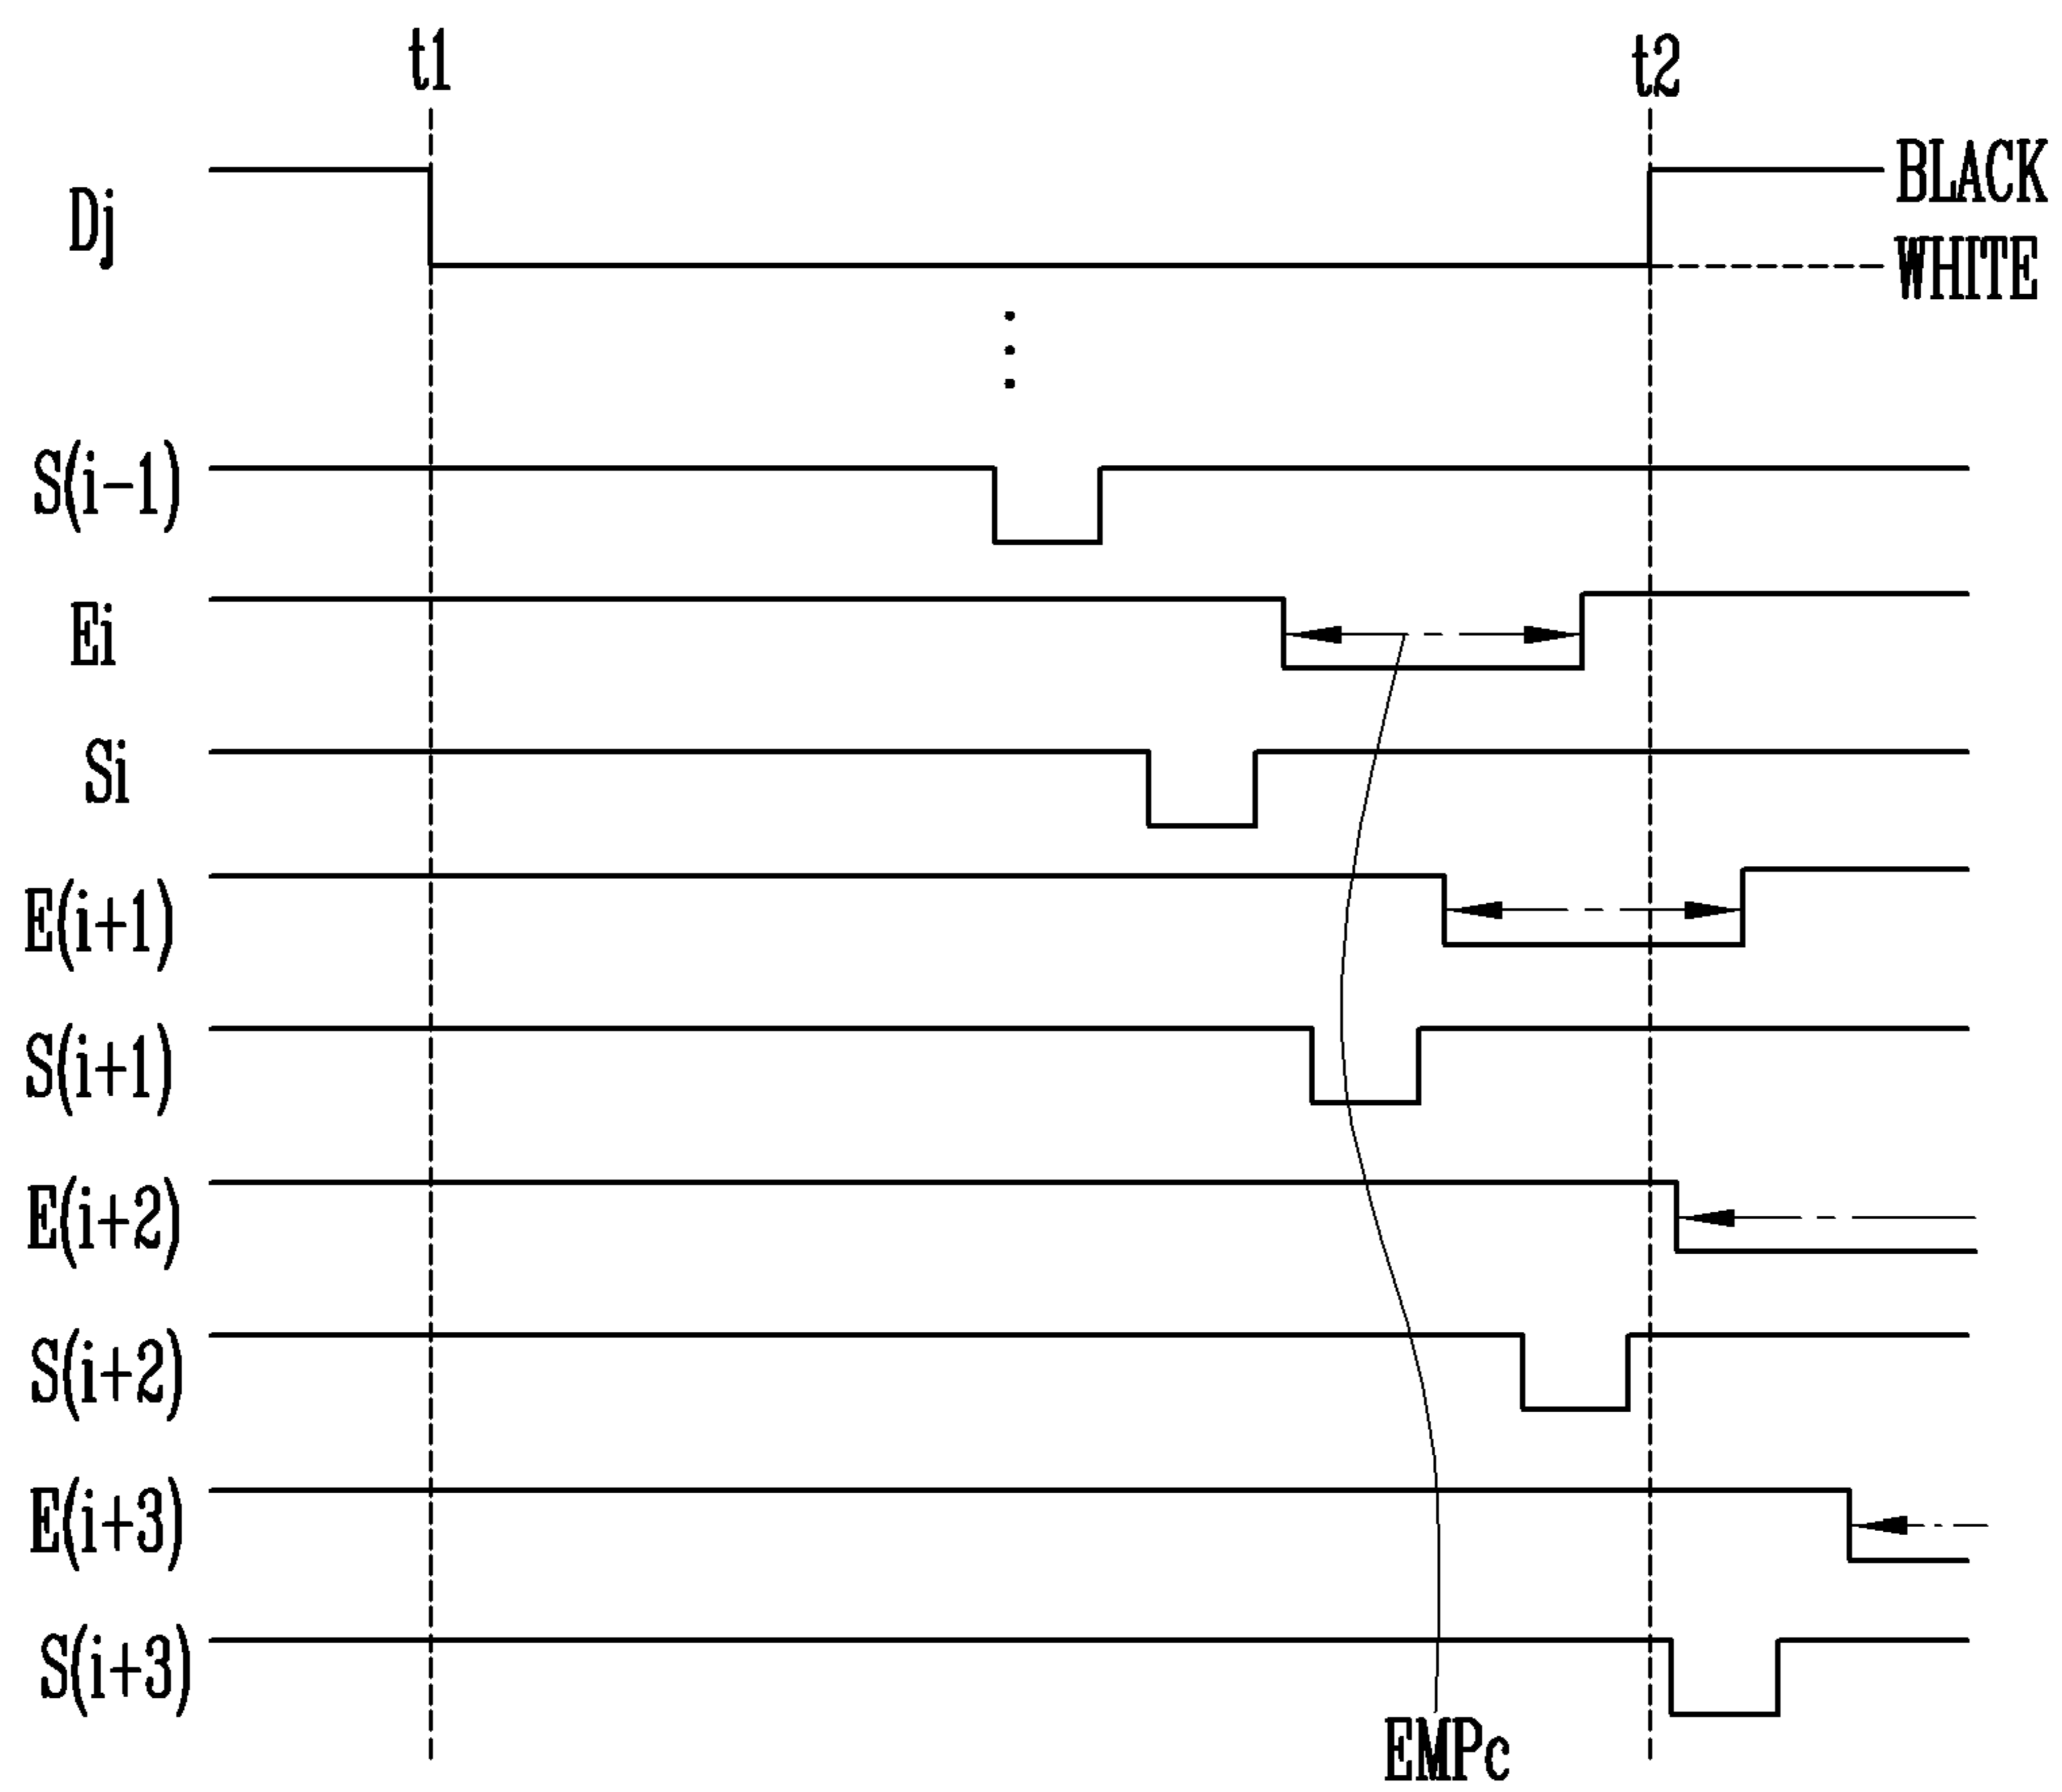 t1
t2
Dj
BLACK
WHITE
S(i-1)
Ei
Si
E(i+1)
S(i+1)
E(i+2)
S(i+2)
E(i+3)
S(i+3)
EMPc